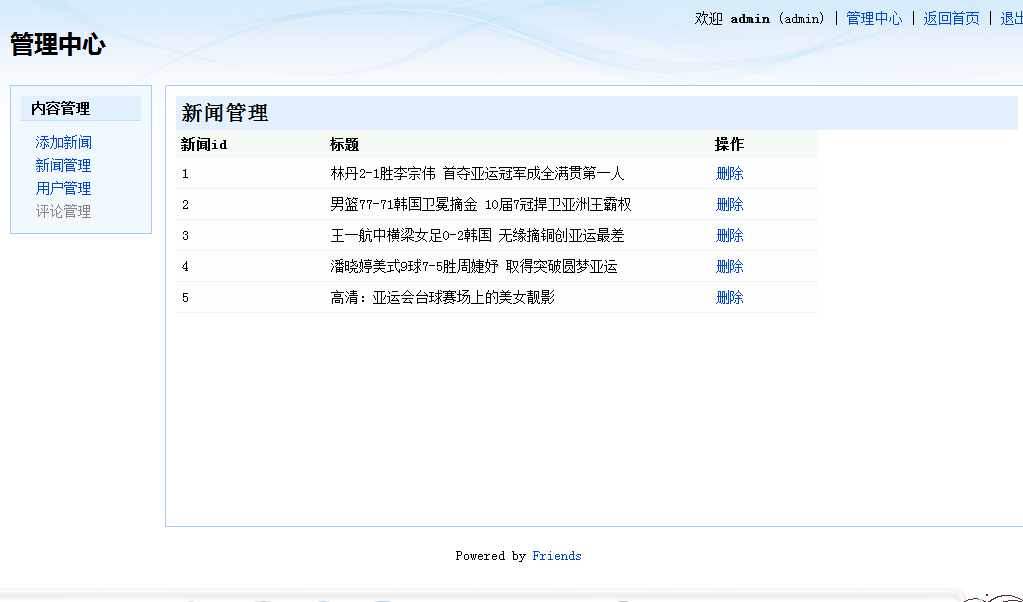 欢迎 admin (admin) | 管理中心 | 返回首页 | 退出
管理中心
内容管理
添加新闻
新闻管理
用户管理
评论管理
新闻管理
新闻id 标题 操作
1 林丹2-1胜李宗伟 首夺亚运冠军成全满贯第一人 删除
2 男篮77-71韩国卫冕摘金 10届7冠捍卫亚洲王霸权 删除
3 王一航中横梁女足0-2韩国 无缘摘铜创亚运最差 删除
4 潘晓婷美式9球7-5胜周婕妤 取得突破圆梦亚运 删除
5 高清：亚运会台球赛场上的美女靓影 删除
Powered by Friends